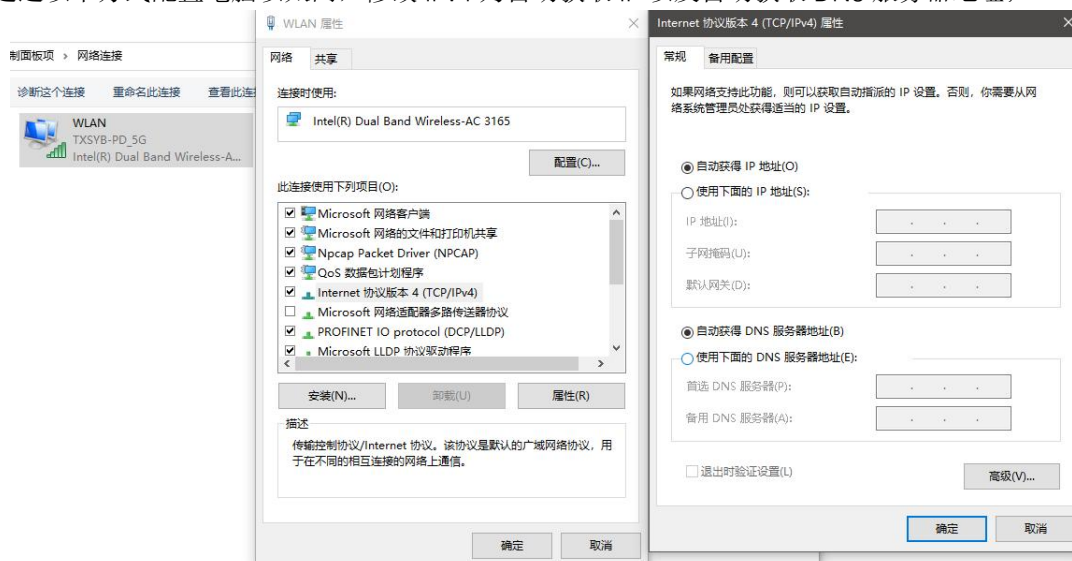 WLAN 属性
Internet 协议版本 4 (TCP/IPv4) 属性
制面板项 › 网络连接
诊断这个连接 重命名此连接 查看此连
WLAN
TXSYB-PD_5G
Intel(R) Dual Band Wireless-A...
网络 共享
连接时使用:
Intel(R) Dual Band Wireless-AC 3165
配置(C)...
此连接使用下列项目(O):
Microsoft 网络客户端
Microsoft 网络的文件和打印机共享
Npcap Packet Driver (NPCAP)
QoS 数据包计划程序
Internet 协议版本 4 (TCP/IPv4)
Microsoft 网络适配器多路传送器协议
PROFINET IO protocol (DCP/LLDP)
Microsoft LLDP 协议驱动程序
安装(N)... 卸载(U) 属性(R)
描述
传输控制协议/Internet 协议。该协议是默认的广域网络协议，用
于在不同的相互连接的网络上通信。
确定 取消
常规 备用配置
如果网络支持此功能，则可以获取自动指派的 IP 设置。否则，你需要从网
络系统管理员处获得适当的 IP 设置。
自动获得 IP 地址(O)
使用下面的 IP 地址(S):
IP 地址(I):
子网掩码(U):
默认网关(D):
自动获得 DNS 服务器地址(B)
使用下面的 DNS 服务器地址(E):
首选 DNS 服务器(P):
备用 DNS 服务器(A):
退出时验证设置(L)
高级(V)...
确定 取消